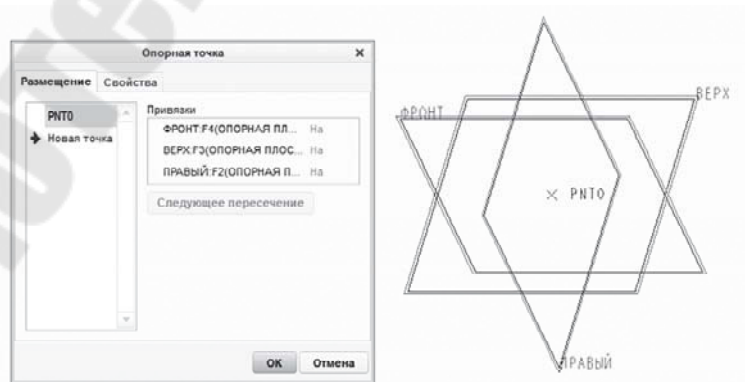 Опорная точка
Размещение Свойства
PNT0
Новая точка
Привязки
ФРОНТ:F4(ОПОРНАЯ ПЛ... На
ВЕРХ:F3(ОПОРНАЯ ПЛОС... На
ПРАВЫЙ:F2(ОПОРНАЯ П... На
Следующее пересечение
OK Отмена
ФРОНТ
ВЕРХ
PNT0
ПРАВЫЙ